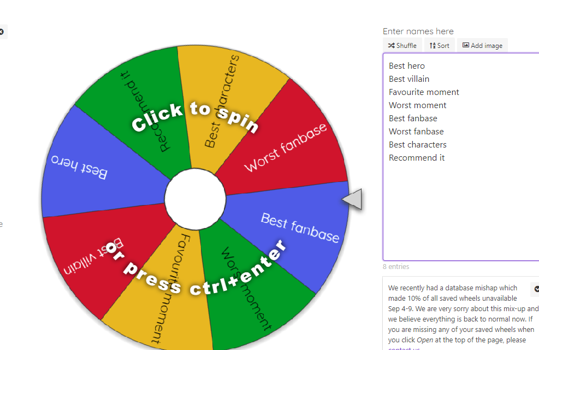 Enter names here
Shuffle Sort Add image
Best hero
Best villain
Favourite moment
Worst moment
Best fanbase
Worst fanbase
Best characters
Recommend it
8 entries
We recently had a database mishap which
made 10% of all saved wheels unavailable
Sep 4-9. We are very sorry about this mix-up and
we believe everything is back to normal now. If
you are missing any of your saved wheels when
you click Open at the top of the page, please
Recommend it
Best characters
Worst fanbase
Best hero
Best fanbase
Best villain
Favourite moment
Worst moment
Click to spin
or press ctrl+enter